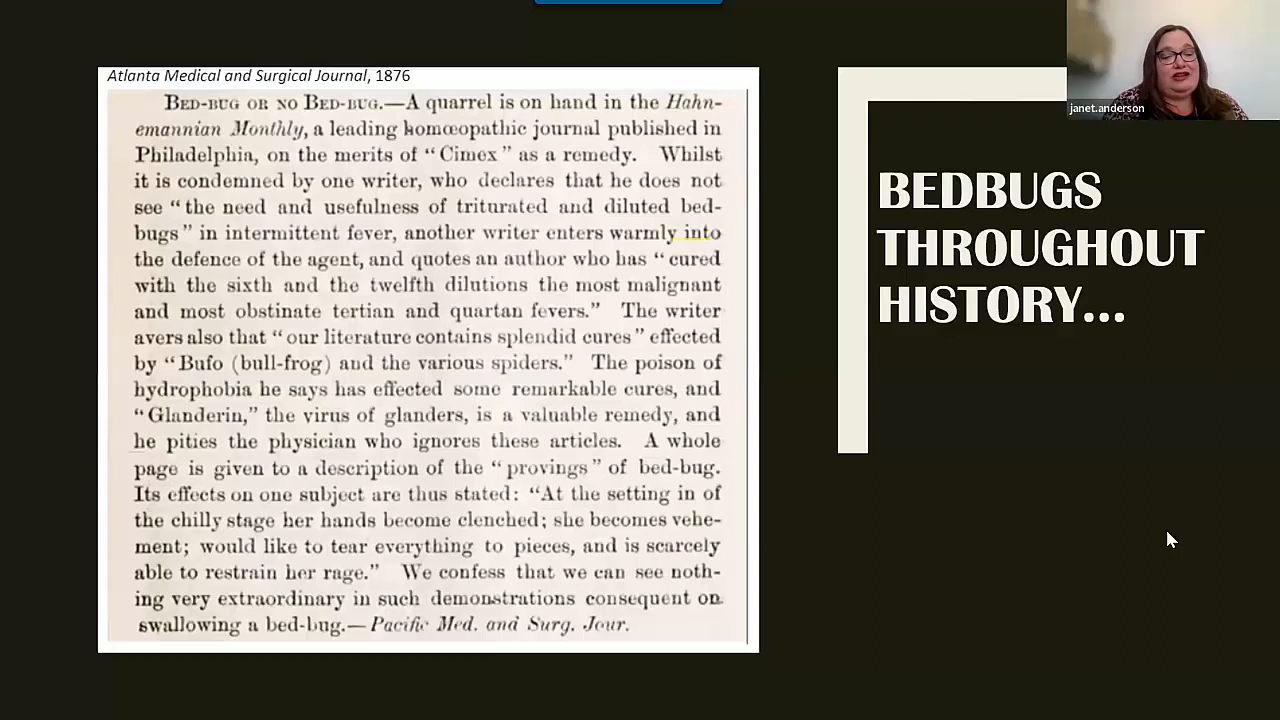 Atlanta Medical and Surgical Journal, 1876
BED-BUG OR NO BED-BUG.—A quarrel is on hand in the Hahn-
emannian Monthly, a leading homœopathic journal published in
Philadelphia, on the merits of “Cimex” as a remedy. Whilst
it is condemned by one writer, who declares that he does not
see “the need and usefulness of triturated and diluted bed-
bugs” in intermittent fever, another writer enters warmly into
the defence of the agent, and quotes an author who has “cured
with the sixth and the twelfth dilutions the most malignant
and most obstinate tertian and quartan fevers.” The writer
avers also that “our literature contains splendid cures” effected
by “Bufo (bull-frog) and the various spiders.” The poison of
hydrophobia he says has effected some remarkable cures, and
“Glanderin,” the virus of glanders, is a valuable remedy, and
he pities the physician who ignores these articles. A whole
page is given to a description of the “provings” of bed-bug.
Its effects on one subject are thus stated: “At the setting in of
the chilly stage her hands become clenched; she becomes vehe-
ment; would like to tear everything to pieces, and is scarcely
able to restrain her rage.” We confess that we can see noth-
ing very extraordinary in such demonstrations consequent on
swallowing a bed-bug.—Pacific Med. and Surg. Jour.
BEDBUGS
THROUGHOUT
HISTORY...
janet.anderson